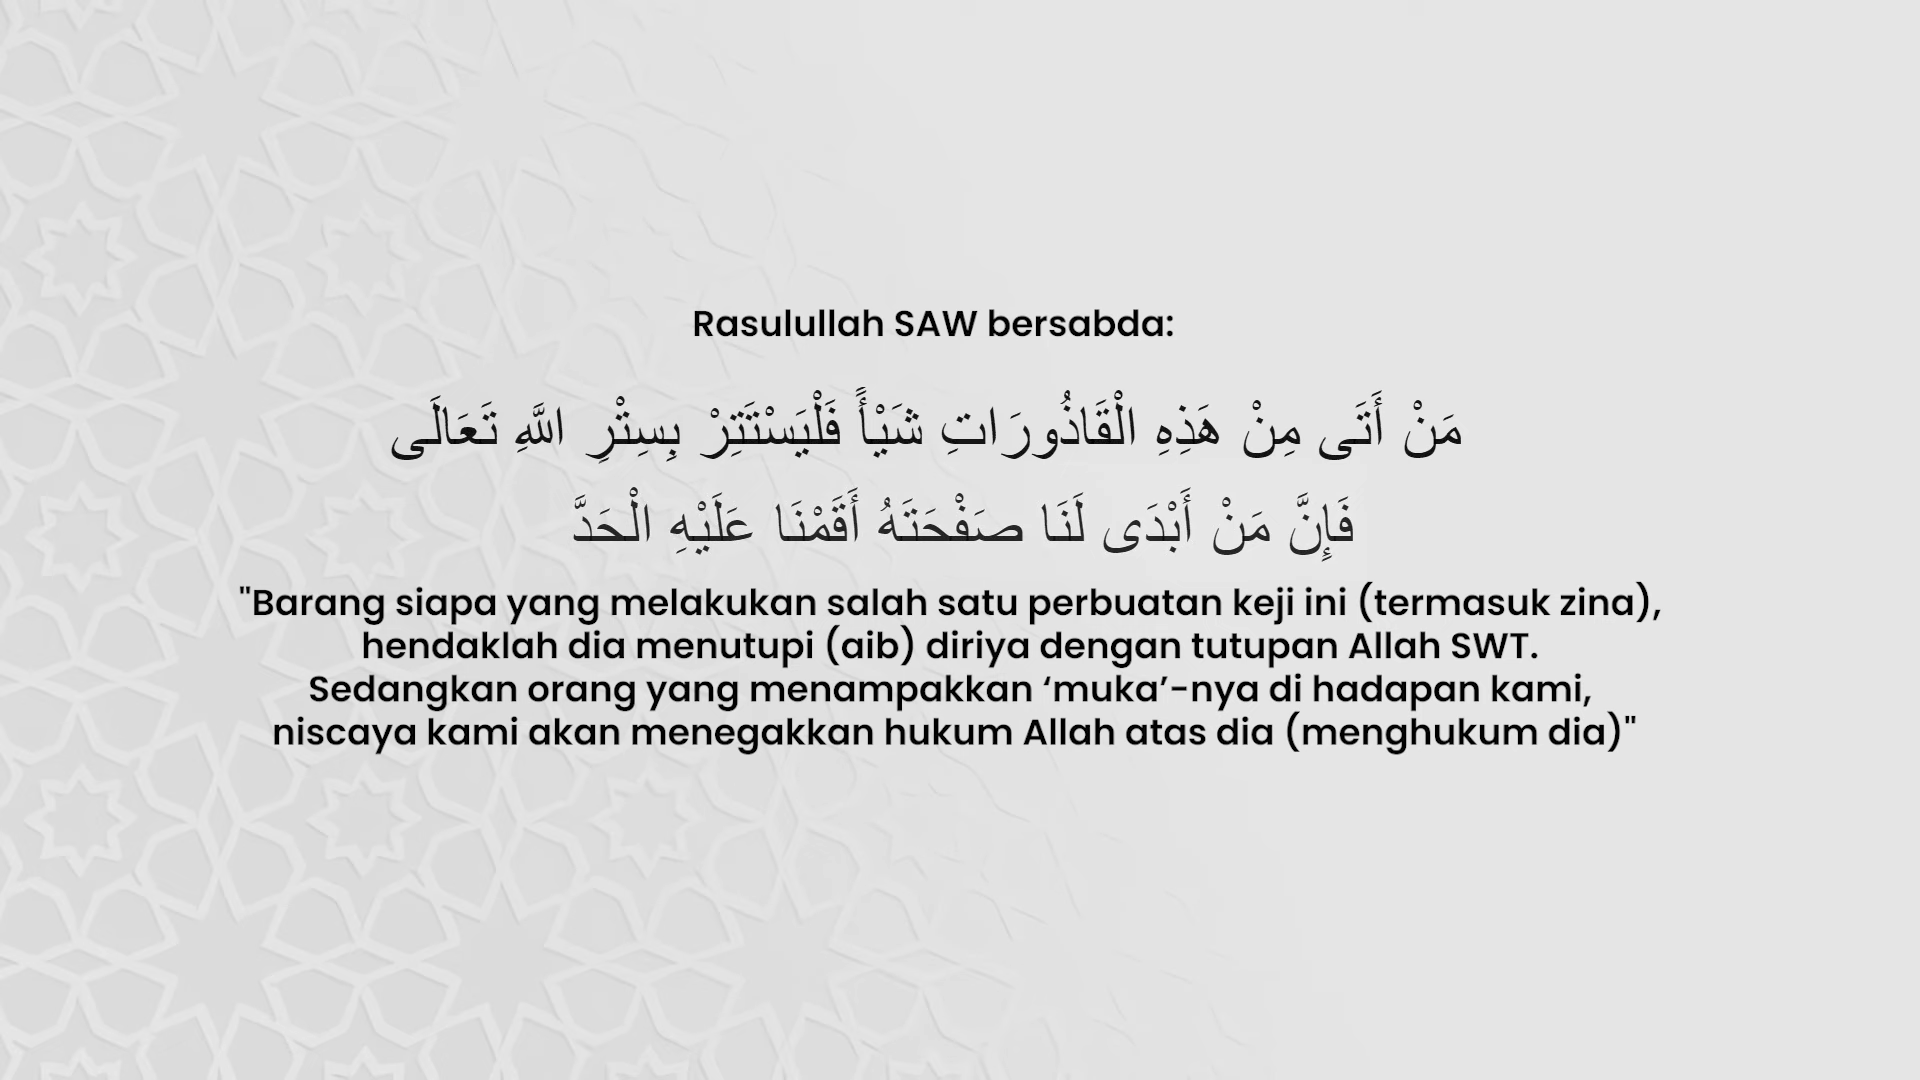 Rasulullah SAW bersabda:
مَنْ أَتَى مِنْ هَذِهِ الْقَاذُورَاتِ شَيْأً فَلْيَسْتَتِرْ بِسِتْرِ اللَّهِ تَعَالَى
فَإِنَّ مَنْ أَبْدَى لَنَا صَفْحَتَهُ أَقَمْنَا عَلَيْهِ الْحَدَّ
"Barang siapa yang melakukan salah satu perbuatan keji ini (termasuk zina),
hendaklah dia menutupi (aib) diriya dengan tutupan Allah SWT.
Sedangkan orang yang menampakkan ‘muka’-nya di hadapan kami,
niscaya kami akan menegakkan hukum Allah atas dia (menghukum dia)"